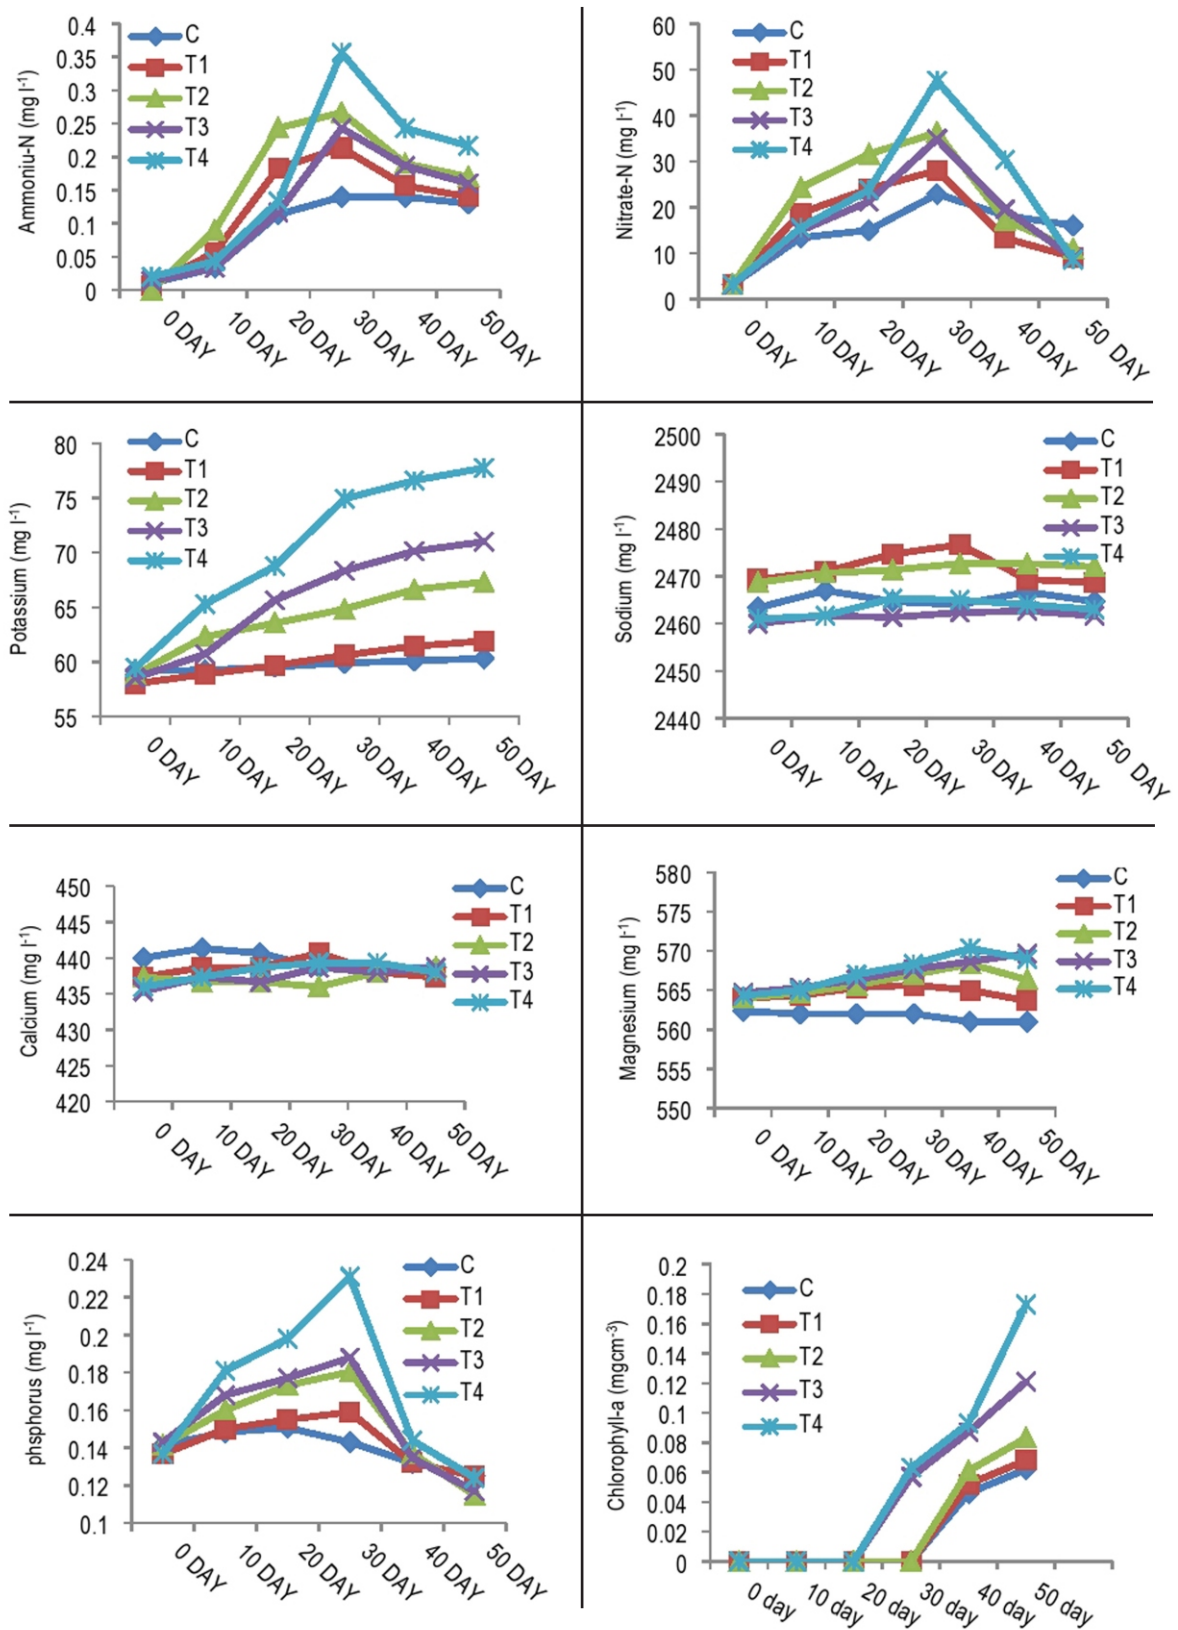 0.4
0.35
0.3
0.25
0.2
0.15
0.1
0.05
0
Ammoniu-N (mg l-1)
C
T1
T2
T3
T4
0 DAY
10 DAY
20 DAY
30 DAY
40 DAY
50 DAY
60
50
40
30
20
10
0
Nitrate-N (mg l-1)
C
T1
T2
T3
T4
0 DAY
10 DAY
20 DAY
30 DAY
40 DAY
50 DAY
80
75
70
65
60
55
Potassium (mg l-1)
C
T1
T2
T3
T4
0 DAY
10 DAY
20 DAY
30 DAY
40 DAY
50 DAY
2500
2490
2480
2470
2460
2450
2440
Sodium (mg l-1)
C
T1
T2
T3
T4
0 DAY
10 DAY
20 DAY
30 DAY
40 DAY
50 DAY
450
445
440
435
430
425
420
Calcium (mg l-1)
C
T1
T2
T3
T4
0 DAY
10 DAY
20 DAY
30 DAY
40 DAY
50 DAY
580
575
570
565
560
555
550
Magnesium (mg l-1)
C
T1
T2
T3
T4
0 DAY
10 DAY
20 DAY
30 DAY
40 DAY
50 DAY
0.24
0.22
0.2
0.18
0.16
0.14
0.12
0.1
phsphorus (mg l-1)
C
T1
T2
T3
T4
0 DAY
10 DAY
20 DAY
30 DAY
40 DAY
50 DAY
0.2
0.18
0.16
0.14
0.12
0.1
0.08
0.06
0.04
0.02
0
Chlorophyll-a (mgcm-3)
C
T1
T2
T3
T4
0 day
10 day
20 day
30 day
40 day
50 day